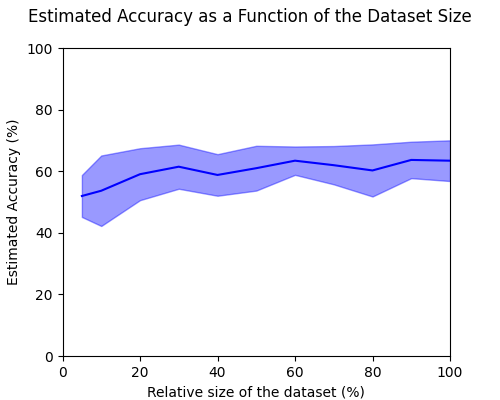 Estimated Accuracy as a Function of the Dataset Size
100
80
60
40
20
0
Estimated Accuracy (%)
0 20 40 60 80 100
Relative size of the dataset (%)